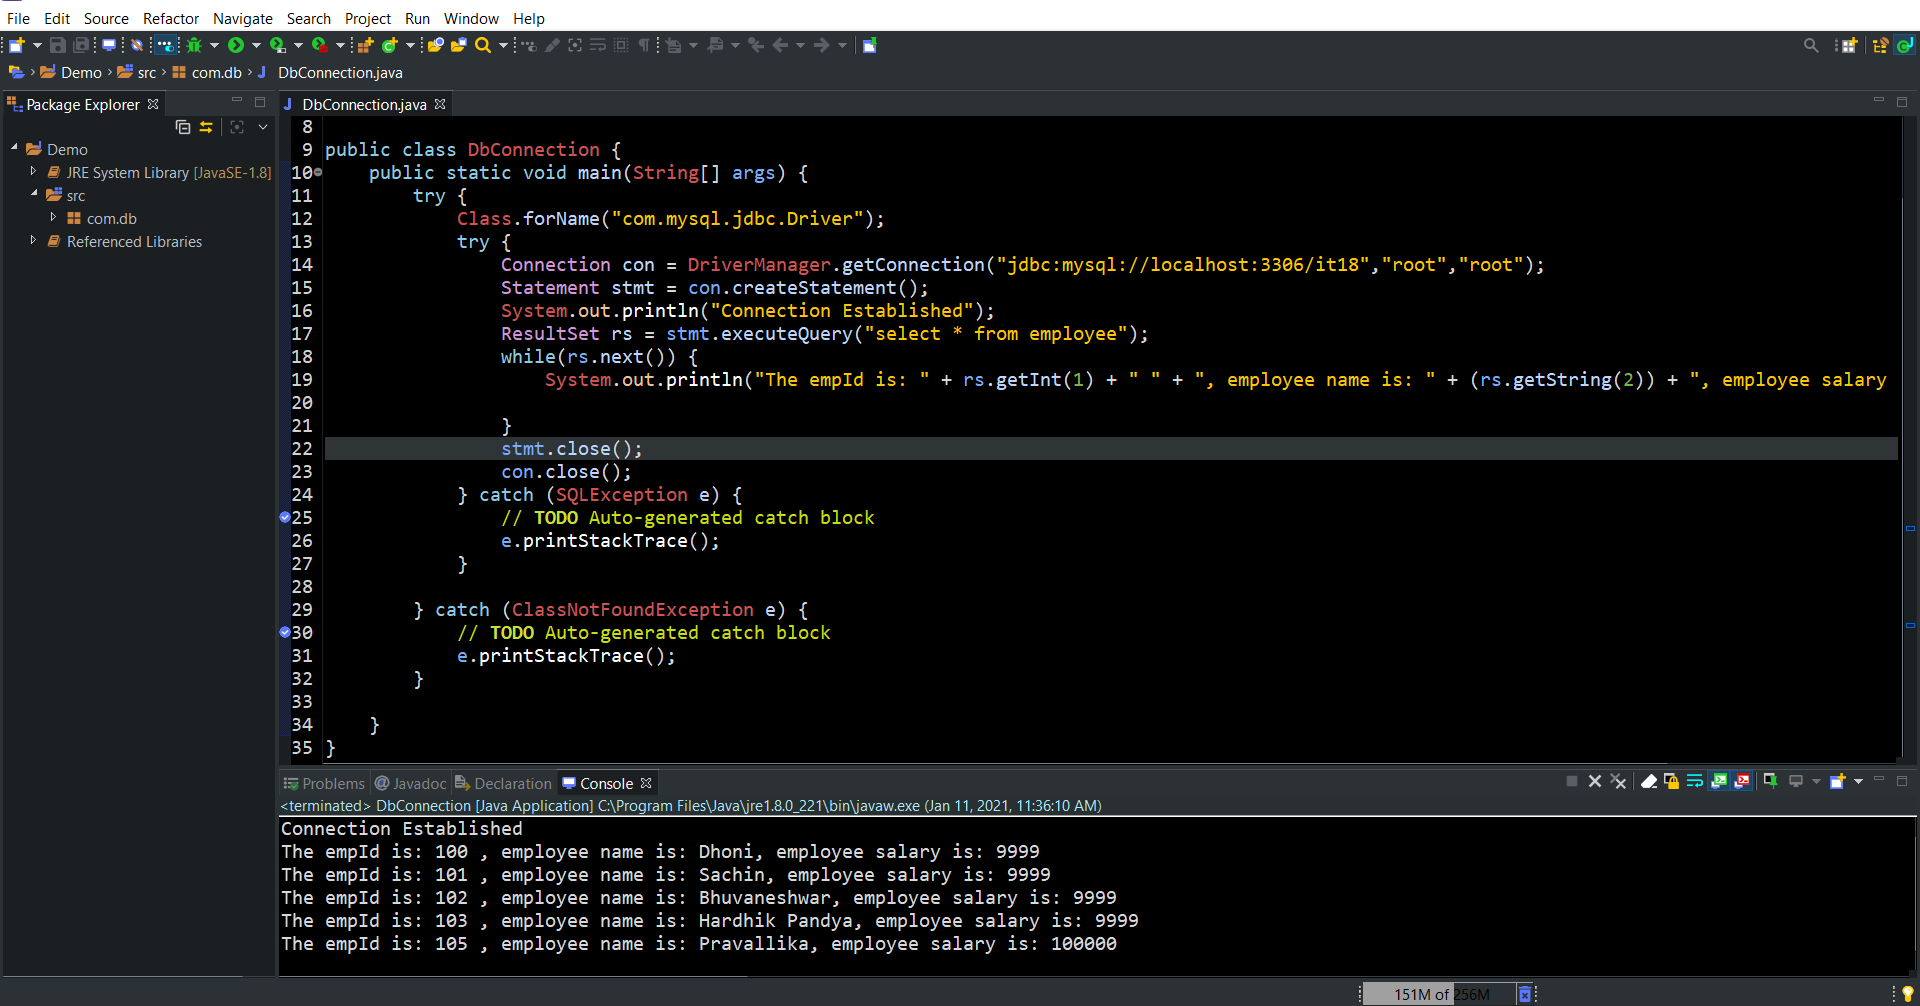 File Edit Source Refactor Navigate Search Project Run Window Help
Demo src com.db DbConnection.java
Package Explorer
Demo
JRE System Library [JavaSE-1.8]
src
com.db
Referenced Libraries
DbConnection.java
8
9 public class DbConnection {
10 public static void main(String[] args) {
11 try {
12 Class.forName("com.mysql.jdbc.Driver");
13 try {
14 Connection con = DriverManager.getConnection("jdbc:mysql://localhost:3306/it18","root","root");
15 Statement stmt = con.createStatement();
16 System.out.println("Connection Established");
17 ResultSet rs = stmt.executeQuery("select * from employee");
18 while(rs.next()) {
19 System.out.println("The empId is: " + rs.getInt(1) + " " + ", employee name is: " + (rs.getString(2)) + ", employee salary
20
21 }
22 stmt.close();
23 con.close();
24 } catch (SQLException e) {
25 // TODO Auto-generated catch block
26 e.printStackTrace();
27 }
28
29 } catch (ClassNotFoundException e) {
30 // TODO Auto-generated catch block
31 e.printStackTrace();
32 }
33
34 }
35 }
Problems Javadoc Declaration Console
<terminated> DbConnection [Java Application] C:\Program Files\Java\jre1.8.0_221\bin\javaw.exe (Jan 11, 2021, 11:36:10 AM)
Connection Established
The empId is: 100 , employee name is: Dhoni, employee salary is: 9999
The empId is: 101 , employee name is: Sachin, employee salary is: 9999
The empId is: 102 , employee name is: Bhuvaneshwar, employee salary is: 9999
The empId is: 103 , employee name is: Hardhik Pandya, employee salary is: 9999
The empId is: 105 , employee name is: Pravallika, employee salary is: 100000
151M of 256M